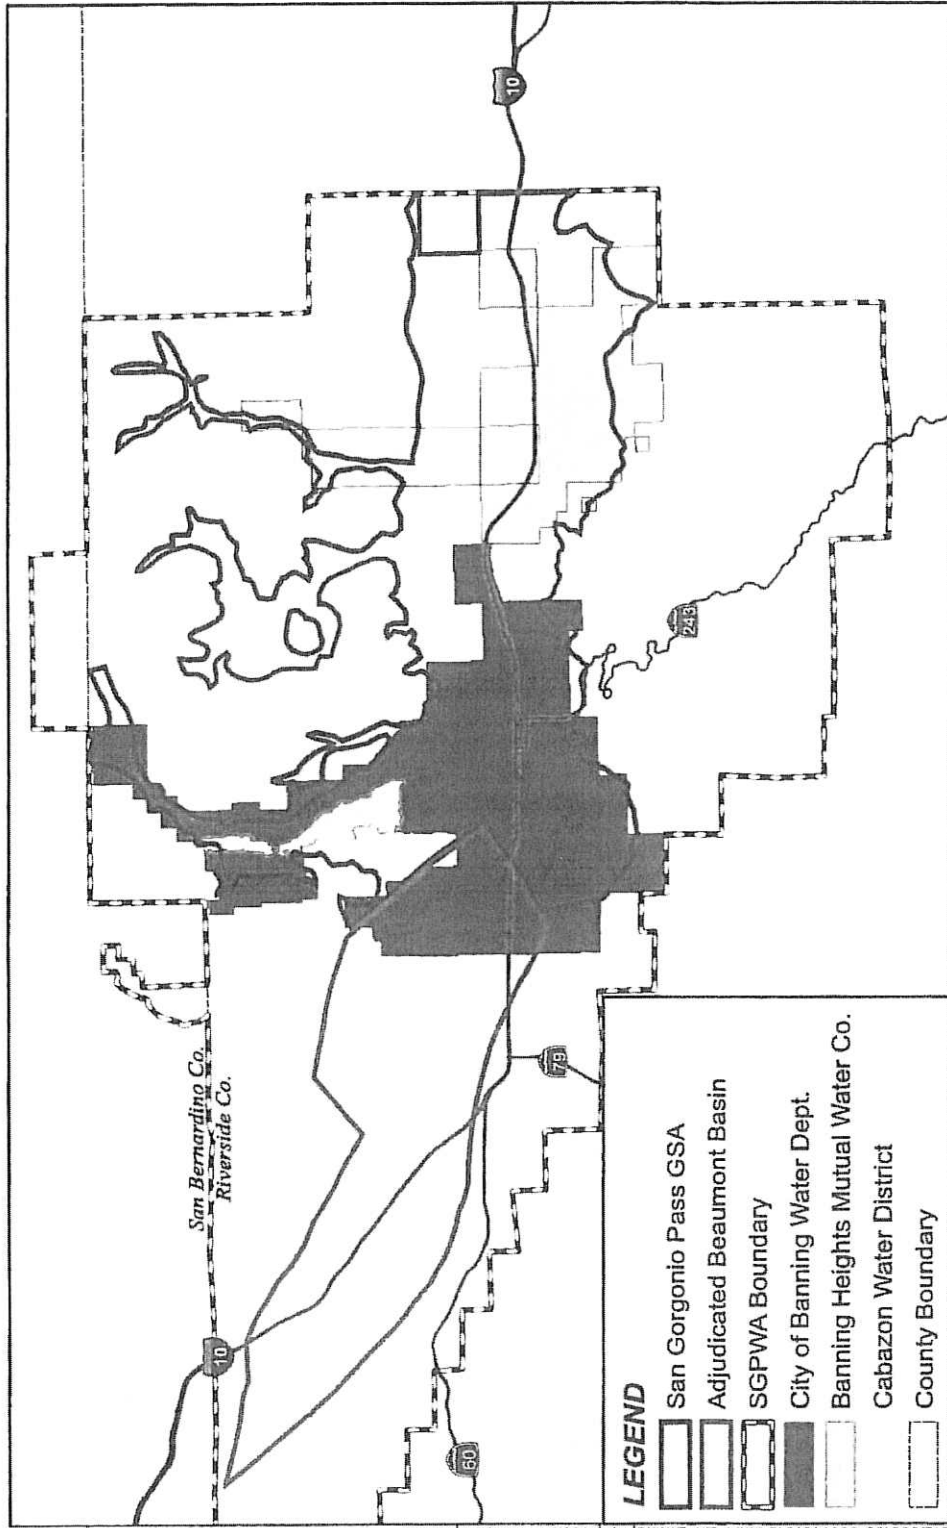 10
San Bernardino Co.
Riverside Co.
10
243
79
60
LEGEND
San Gorgonio Pass GSA
Adjudicated Beaumont Basin
SGPWA Boundary
City of Banning Water Dept.
Banning Heights Mutual Water Co.
Cabazon Water District
County Boundary